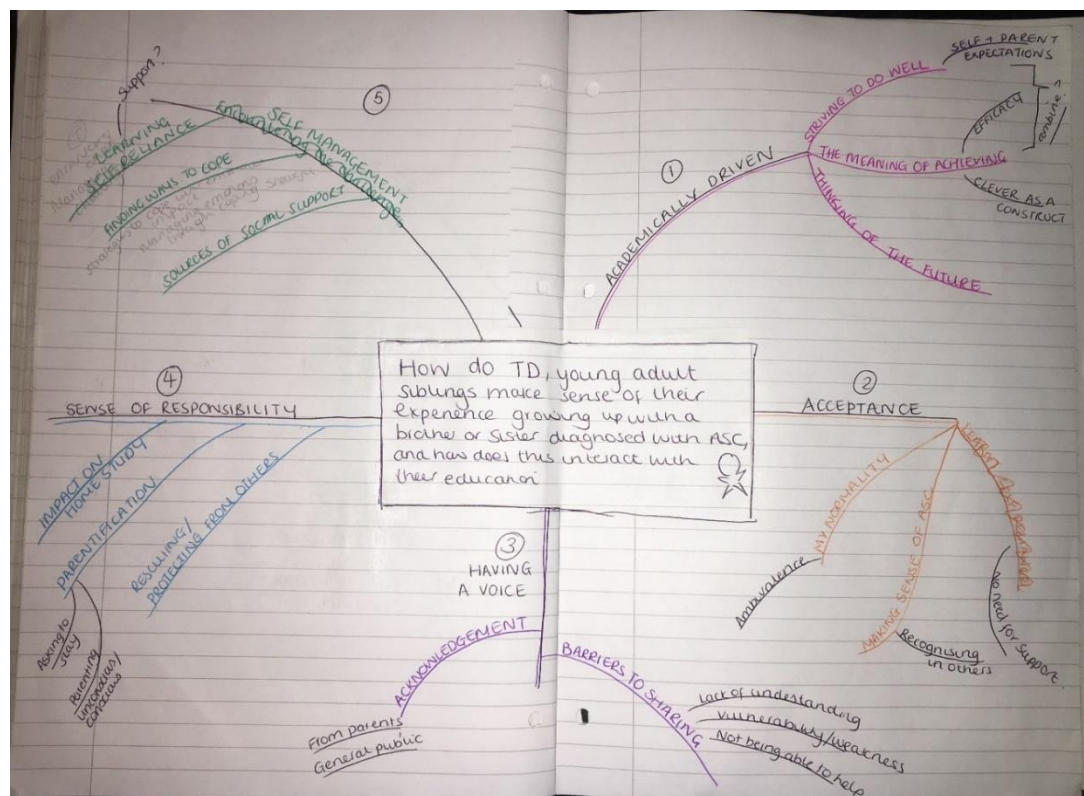 How do TD, young adult
siblings make sense of their
experience growing up with a
brother or sister diagnosed with ASC,
and how does this interact with
their education
①
ACADEMICALLY DRIVEN
STRIVING TO DO WELL
SELF + PARENT
EXPECTATIONS
THE MEANING OF ACHIEVING
EFFICACY
CLEVER AS A
CONSTRUCT
combine?
THINKING OF THE FUTURE
②
ACCEPTANCE
MY NORMALITY
Ambivalence
MAKING SENSE OF ASC
Recognising
in others
No need for support
③
HAVING
A VOICE
ACKNOWLEDGEMENT
From parents
General public
BARRIERS TO SHARING
Lack of understanding
Vulnerability/weakness
Not being able to help
④
SENSE OF RESPONSIBILITY
IMPACT ON
HOME STUDY
PARENTIFICATION
Asking to
stay
Parenting
unconscious/
conscious
RESCUING/
PROTECTING FROM OTHERS
⑤
SELF MANAGEMENT
Support?
LEARNING
SELF RELIANCE
FINDING WAYS TO COPE
SOURCES OF SOCIAL SUPPORT